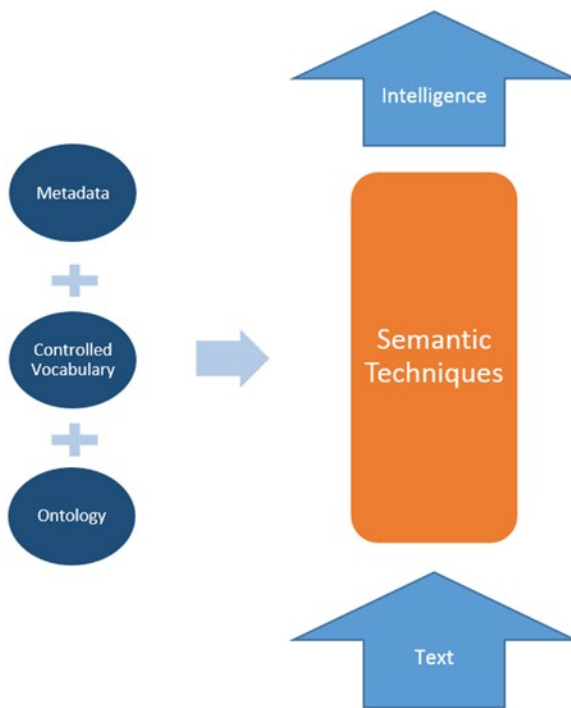 Intelligence
Metadata
Controlled
Vocabulary
Semantic
Techniques
Ontology
Text